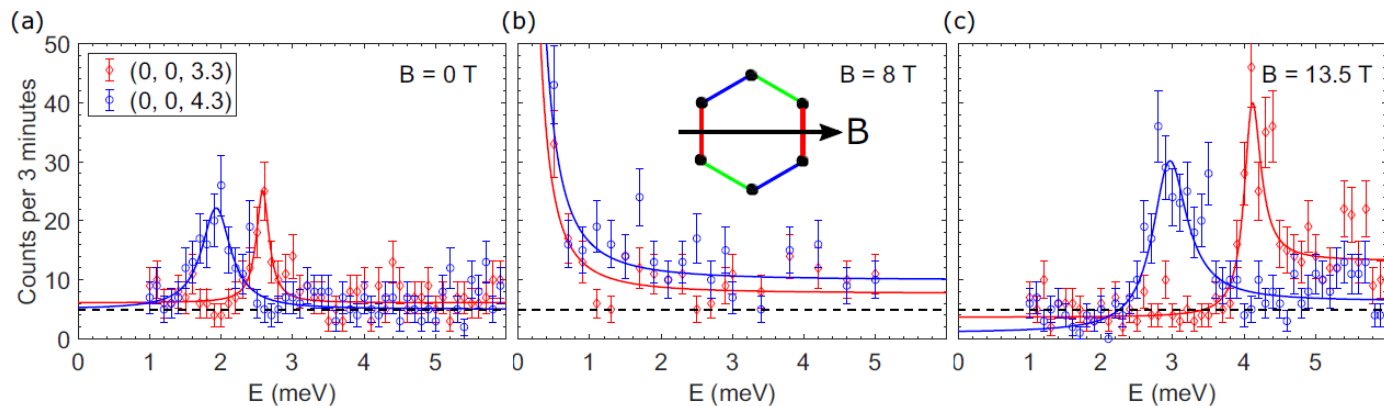 (a)
(b)
(c)
50
40
30
20
10
0
Counts per 3 minutes
(0, 0, 3.3)
(0, 0, 4.3)
B = 0 T
B = 8 T
B
B = 13.5 T
0 1 2 3 4 5
0 1 2 3 4 5
0 1 2 3 4 5 6
E (meV)
E (meV)
E (meV)